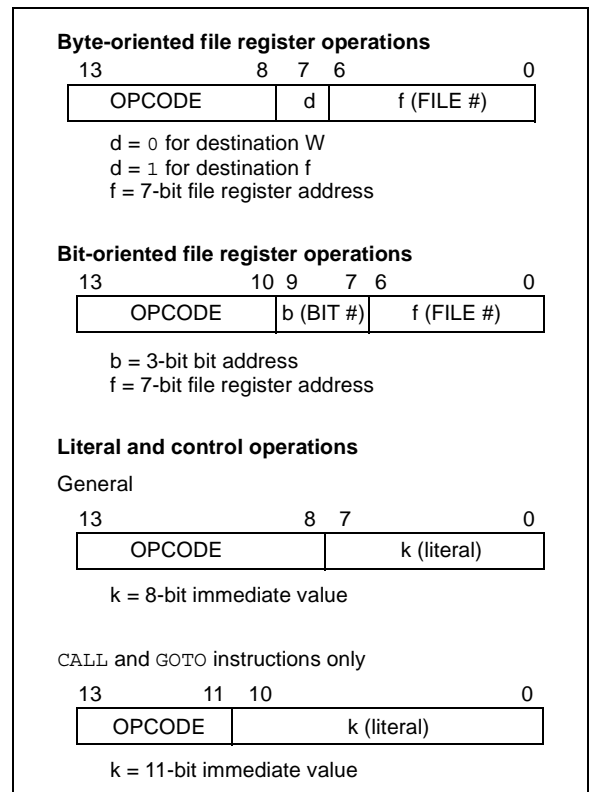 Byte-oriented file register operations
13 8 7 6 0
OPCODE d f (FILE #)
d = 0 for destination W
d = 1 for destination f
f = 7-bit file register address
Bit-oriented file register operations
13 10 9 7 6 0
OPCODE b (BIT #) f (FILE #)
b = 3-bit bit address
f = 7-bit file register address
Literal and control operations
General
13 8 7 0
OPCODE k (literal)
k = 8-bit immediate value
CALL and GOTO instructions only
13 11 10 0
OPCODE k (literal)
k = 11-bit immediate value